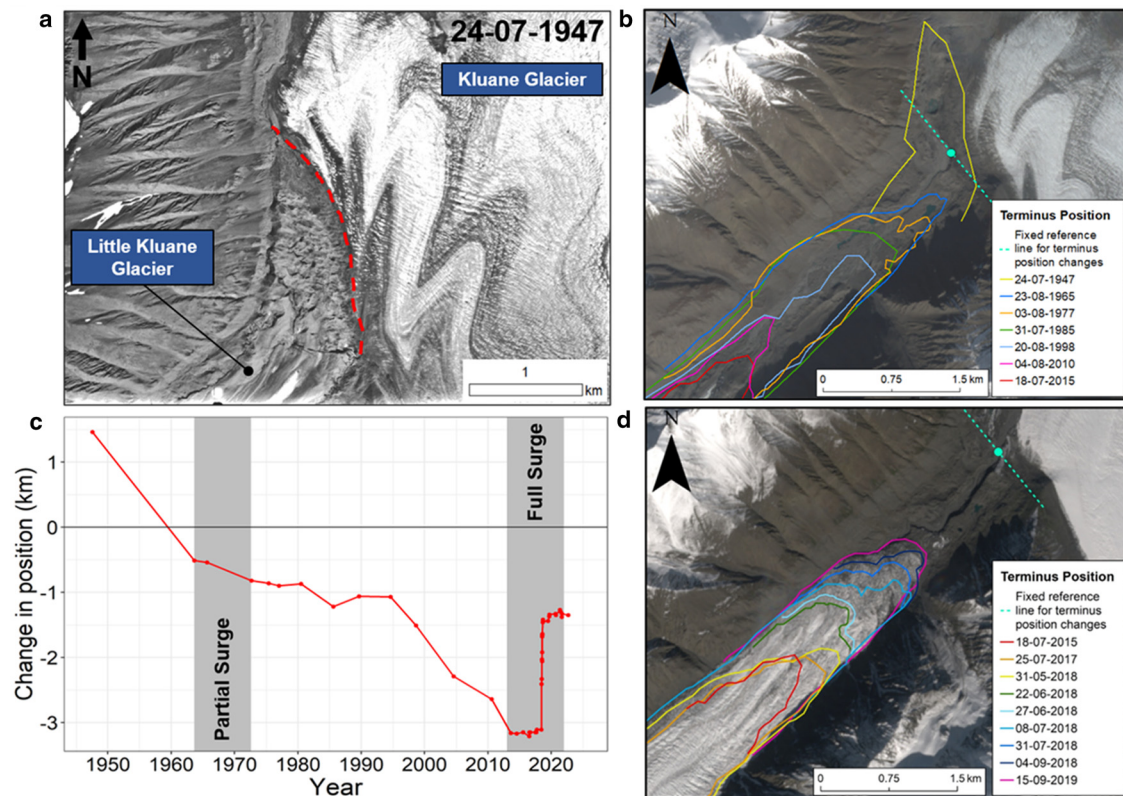 a
24-07-1947
N
Kluane Glacier
Little Kluane
Glacier
1
km
b
N
Terminus Position
Fixed reference
line for terminus
position changes
24-07-1947
23-08-1965
03-08-1977
31-07-1985
20-08-1998
04-08-2010
18-07-2015
0 0.75 1.5 km
c
Change in position (km)
1
0
-1
-2
-3
Partial Surge
Full Surge
1950 1960 1970 1980 1990 2000 2010 2020
Year
d
N
Terminus Position
Fixed reference
line for terminus
position changes
18-07-2015
25-07-2017
31-05-2018
22-06-2018
27-06-2018
08-07-2018
31-07-2018
04-09-2018
15-09-2019
0 0.75 1.5 km